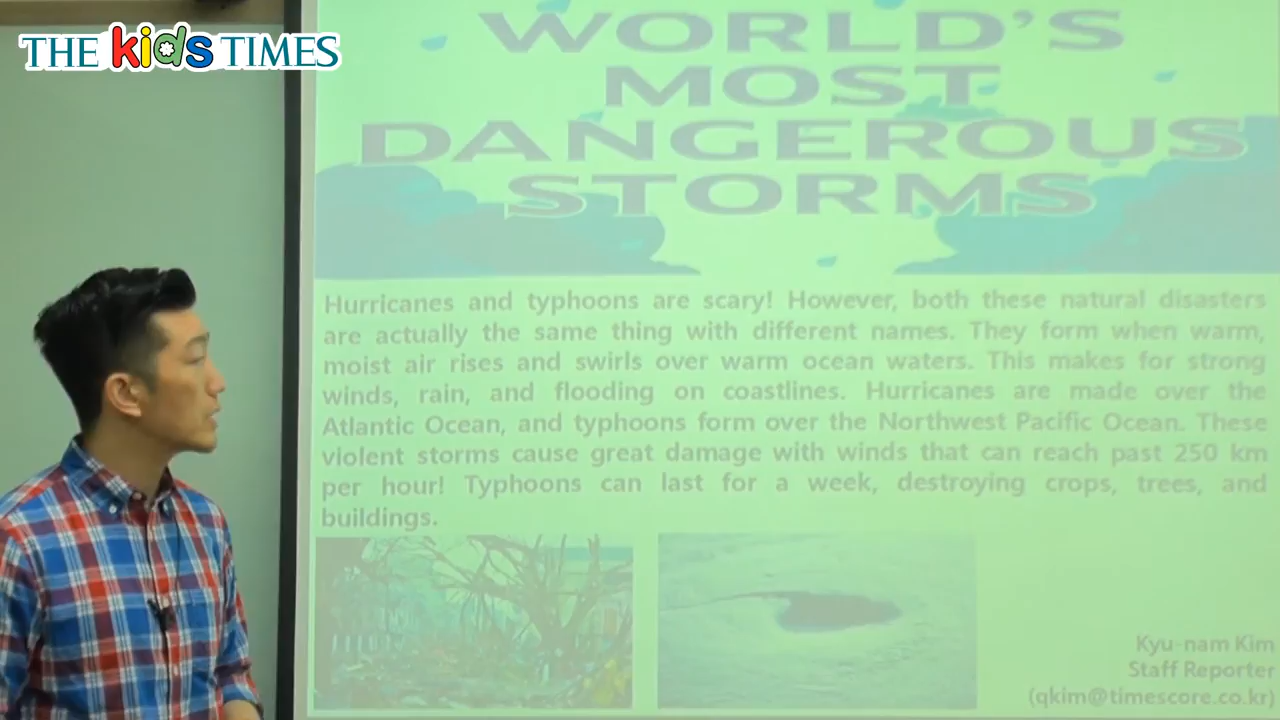 THE kids TIMES
WORLD'S
MOST
DANGEROUS
STORMS
Hurricanes and typhoons are scary! However, both these natural disasters
are actually the same thing with different names. They form when warm,
moist air rises and swirls over warm ocean waters. This makes for strong
winds, rain, and flooding on coastlines. Hurricanes are made over the
Atlantic Ocean, and typhoons form over the Northwest Pacific Ocean. These
violent storms cause great damage with winds that can reach past 250 km
per hour! Typhoons can last for a week, destroying crops, trees, and
buildings.
Kyu-nam Kim
Staff Reporter
(qkim@timescore.co.kr)